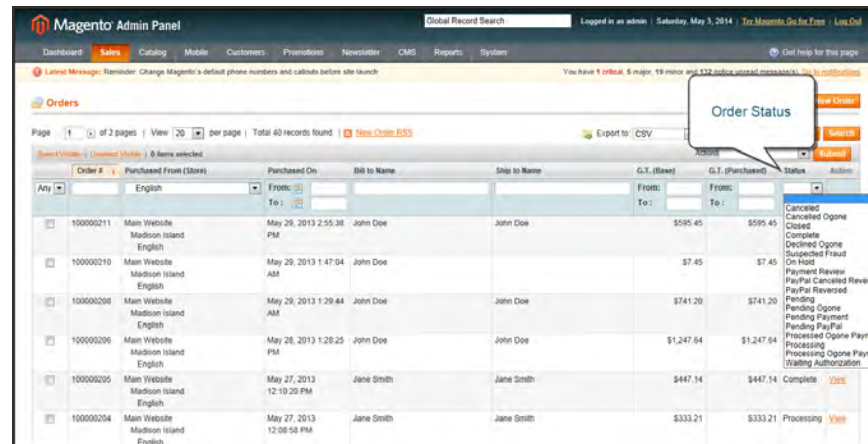 Magento Admin Panel
Global Record Search
Logged in as admin | Saturday, May 3, 2014 | Try Magento Go for Free | Log Out
Dashboard Sales Catalog Mobile Customers Promotions Newsletter CMS Reports System
Get help for this page
Latest Message: Reminder: Change Magento's default phone numbers and callouts before site launch
You have 1 critical, 5 major, 19 minor and 132 notice unread message(s). Go to notifications
Orders
New Order
Order Status
Page 1 of 2 pages | View 20 per page | Total 40 records found | New Order RSS
Export to: CSV
Search
Select Visible | Unselect Visible | 0 items selected
Actions
Submit
Order # Purchased From (Store) Purchased On Bill to Name Ship to Name G.T. (Base) G.T. (Purchased) Status Action
Any English From: From: From:
To : To : To :
Canceled
Cancelled Ogone
Closed
Complete
Declined Ogone
Suspected Fraud
On Hold
Payment Review
PayPal Canceled Rever
PayPal Reversed
Pending
Pending Ogone
Pending Payment
Pending PayPal
Processed Ogone Paym
Processing
Processing Ogone Payr
Waiting Authorization
100000211 Main Website May 29, 2013 2:55:38 John Doe $595.45 $595.45
Madison Island PM
English
100000210 Main Website May 29, 2013 1:47:04 John Doe $7.45 $7.45
Madison Island AM
English
100000208 Main Website May 29, 2013 1:29:44 John Doe John Doe $741.20 $741.20
Madison Island AM
English
100000206 Main Website May 28, 2013 1:28:25 John Doe John Doe $1,247.64 $1,247.64
Madison Island PM
English
100000205 Main Website May 27, 2013 Jane Smith Jane Smith $447.14 $447.14 Complete View
Madison Island 12:10:20 PM
English
100000204 Main Website May 27, 2013 Jane Smith Jane Smith $333.21 $333.21 Processing View
Madison Island 12:08:58 PM
English